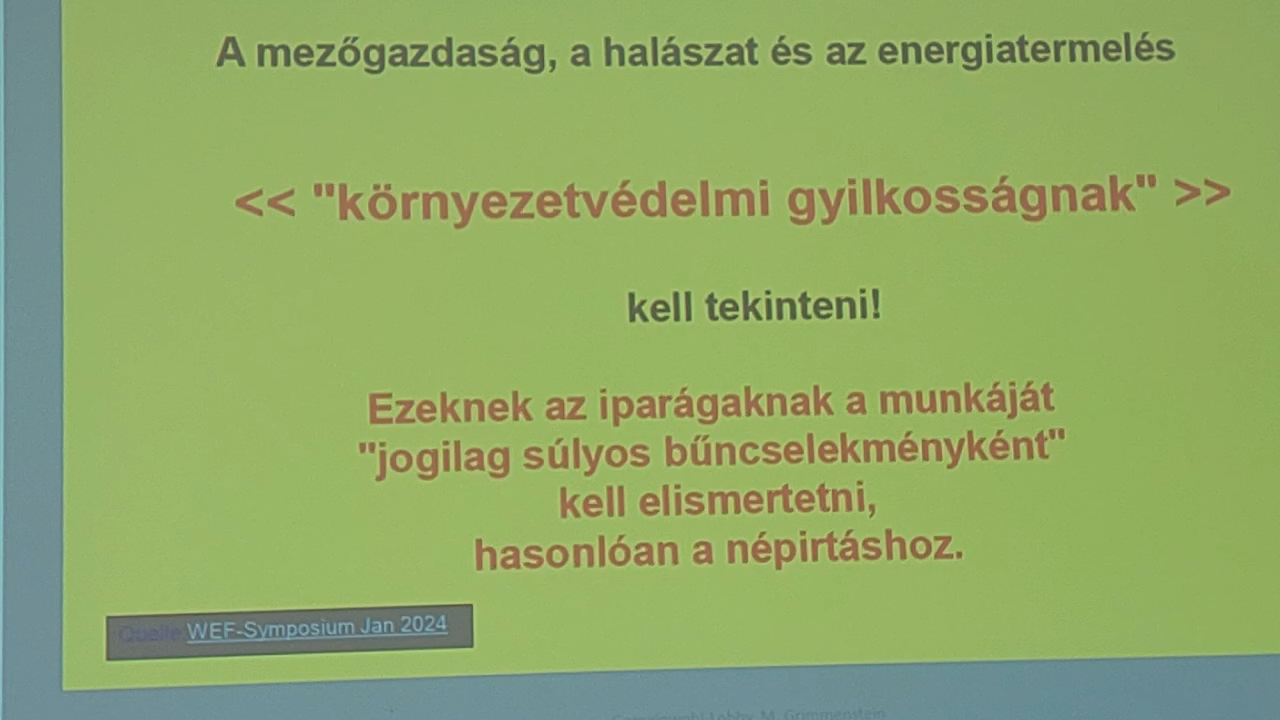 A mezőgazdaság, a halászat és az energiatermelés
<< "környezetvédelmi gyilkosságnak" >>
kell tekinteni!
Ezeknek az iparágaknak a munkáját
"jogilag súlyos bűncselekményként"
kell elismertetni,
hasonlóan a népirtáshoz.
Quelle WEF-Symposium Jan 2024